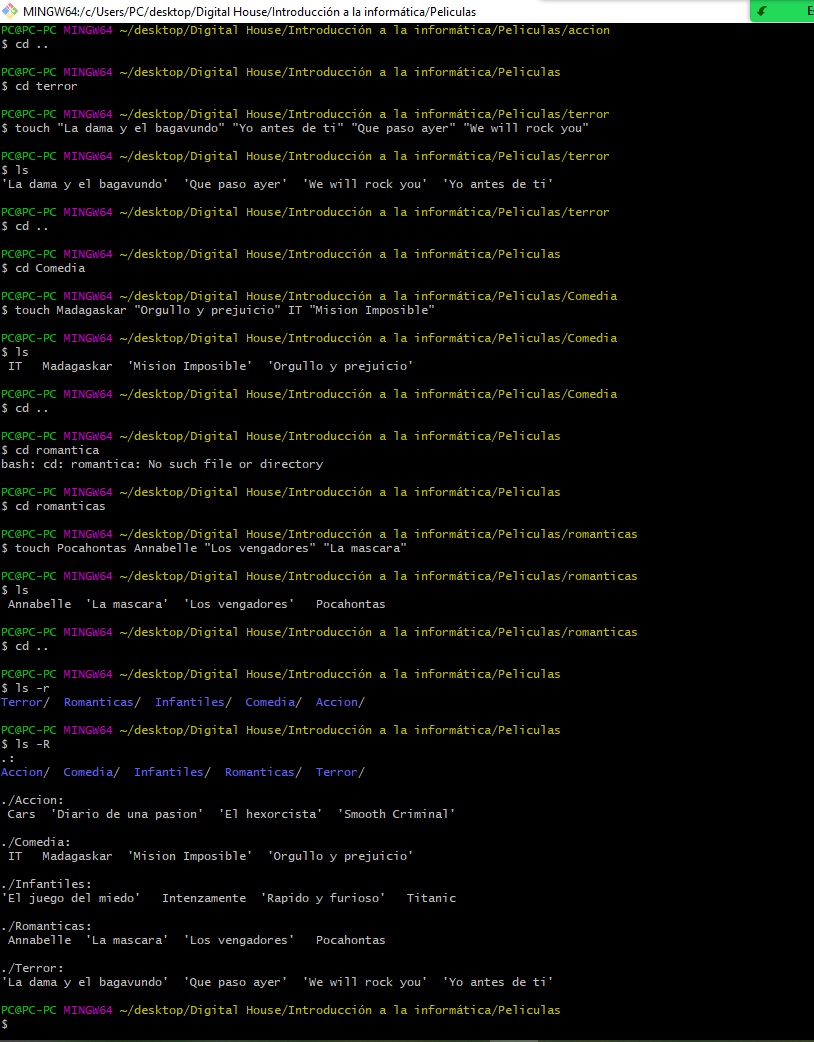 MINGW64:/c/Users/PC/desktop/Digital House/Introducción a la informática/Peliculas
E
PC@PC-PC MINGW64 ~/desktop/Digital House/Introducción a la informática/Peliculas/accion
$ cd ..
PC@PC-PC MINGW64 ~/desktop/Digital House/Introducción a la informática/Peliculas
$ cd terror
PC@PC-PC MINGW64 ~/desktop/Digital House/Introducción a la informática/Peliculas/terror
$ touch "La dama y el bagavundo" "Yo antes de ti" "Que paso ayer" "We will rock you"
PC@PC-PC MINGW64 ~/desktop/Digital House/Introducción a la informática/Peliculas/terror
$ ls
'La dama y el bagavundo'  'Que paso ayer'  'We will rock you'  'Yo antes de ti'
PC@PC-PC MINGW64 ~/desktop/Digital House/Introducción a la informática/Peliculas/terror
$ cd ..
PC@PC-PC MINGW64 ~/desktop/Digital House/Introducción a la informática/Peliculas
$ cd Comedia
PC@PC-PC MINGW64 ~/desktop/Digital House/Introducción a la informática/Peliculas/Comedia
$ touch Madagaskar "Orgullo y prejuicio" IT "Mision Imposible"
PC@PC-PC MINGW64 ~/desktop/Digital House/Introducción a la informática/Peliculas/Comedia
$ ls
IT   Madagaskar  'Mision Imposible'  'Orgullo y prejuicio'
PC@PC-PC MINGW64 ~/desktop/Digital House/Introducción a la informática/Peliculas/Comedia
$ cd ..
PC@PC-PC MINGW64 ~/desktop/Digital House/Introducción a la informática/Peliculas
$ cd romantica
bash: cd: romantica: No such file or directory
PC@PC-PC MINGW64 ~/desktop/Digital House/Introducción a la informática/Peliculas
$ cd romanticas
PC@PC-PC MINGW64 ~/desktop/Digital House/Introducción a la informática/Peliculas/romanticas
$ touch Pocahontas Annabelle "Los vengadores" "La mascara"
PC@PC-PC MINGW64 ~/desktop/Digital House/Introducción a la informática/Peliculas/romanticas
$ ls
Annabelle  'La mascara'  'Los vengadores'   Pocahontas
PC@PC-PC MINGW64 ~/desktop/Digital House/Introducción a la informática/Peliculas/romanticas
$ cd ..
PC@PC-PC MINGW64 ~/desktop/Digital House/Introducción a la informática/Peliculas
$ ls -r
Terror/  Romanticas/  Infantiles/  Comedia/  Accion/
PC@PC-PC MINGW64 ~/desktop/Digital House/Introducción a la informática/Peliculas
$ ls -R
.:
Accion/  Comedia/  Infantiles/  Romanticas/  Terror/
./Accion:
Cars  'Diario de una pasion'  'El hexorcista'  'Smooth Criminal'
./Comedia:
IT   Madagaskar  'Mision Imposible'  'Orgullo y prejuicio'
./Infantiles:
'El juego del miedo'   Intenzamente  'Rapido y furioso'   Titanic
./Romanticas:
Annabelle  'La mascara'  'Los vengadores'   Pocahontas
./Terror:
'La dama y el bagavundo'  'Que paso ayer'  'We will rock you'  'Yo antes de ti'
PC@PC-PC MINGW64 ~/desktop/Digital House/Introducción a la informática/Peliculas
$